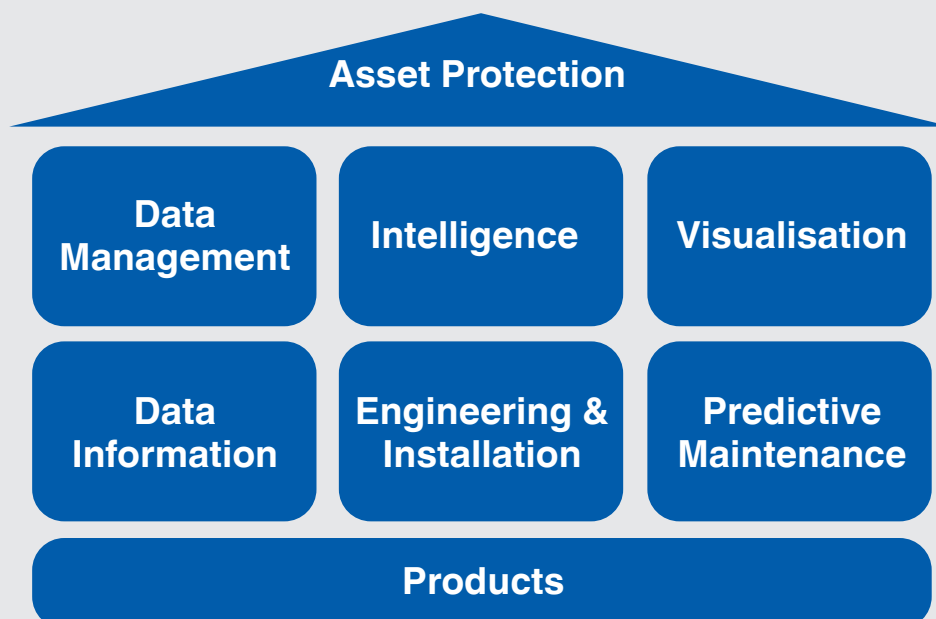 Asset Protection
Data
Management
Intelligence
Visualisation
Data
Information
Engineering &
Installation
Predictive
Maintenance
Products